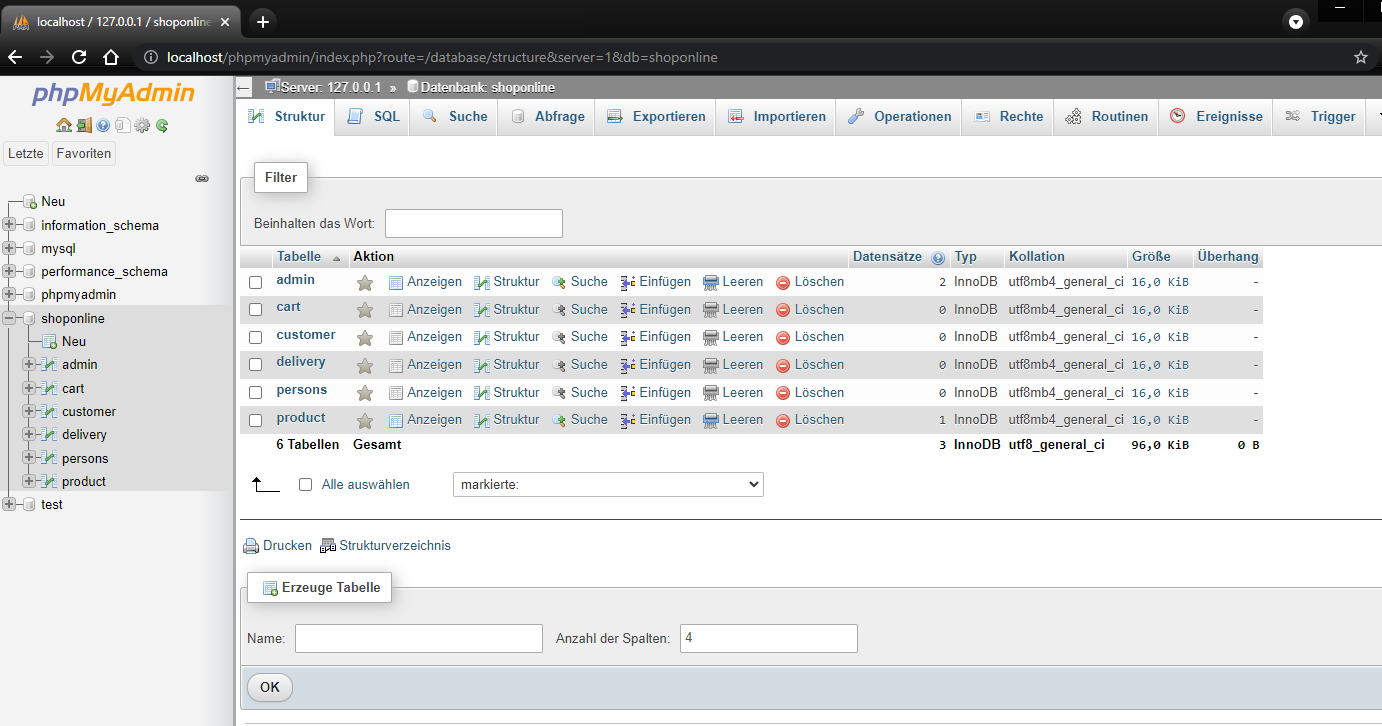 localhost / 127.0.0.1 / shoponline
localhost/phpmyadmin/index.php?route=/database/structure&server=1&db=shoponline
phpMyAdmin
Letzte Favoriten
Neu
information_schema
mysql
performance_schema
phpmyadmin
shoponline
Neu
admin
cart
customer
delivery
persons
product
test
Server: 127.0.0.1 » Datenbank: shoponline
Struktur SQL Suche Abfrage Exportieren Importieren Operationen Rechte Routinen Ereignisse Trigger
Filter
Beinhalten das Wort:
Tabelle Aktion Datensätze Typ Kollation Größe Überhang
admin Anzeigen Struktur Suche Einfügen Leeren Löschen 2 InnoDB utf8mb4_general_ci 16,0 KiB -
cart Anzeigen Struktur Suche Einfügen Leeren Löschen 0 InnoDB utf8mb4_general_ci 16,0 KiB -
customer Anzeigen Struktur Suche Einfügen Leeren Löschen 0 InnoDB utf8mb4_general_ci 16,0 KiB -
delivery Anzeigen Struktur Suche Einfügen Leeren Löschen 0 InnoDB utf8mb4_general_ci 16,0 KiB -
persons Anzeigen Struktur Suche Einfügen Leeren Löschen 0 InnoDB utf8mb4_general_ci 16,0 KiB -
product Anzeigen Struktur Suche Einfügen Leeren Löschen 1 InnoDB utf8mb4_general_ci 16,0 KiB -
6 Tabellen Gesamt 3 InnoDB utf8_general_ci 96,0 KiB 0 B
Alle auswählen markierte:
Drucken Strukturverzeichnis
Erzeuge Tabelle
Name: Anzahl der Spalten: 4
OK